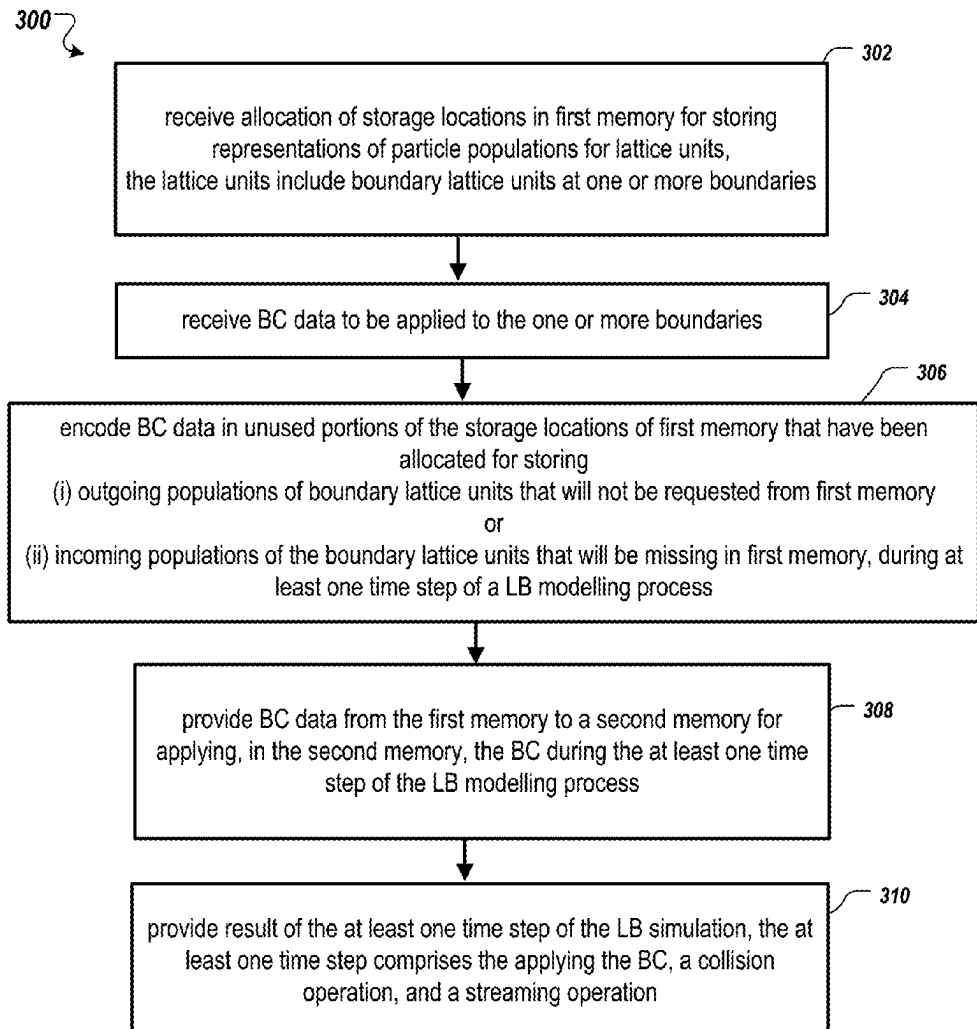 300
302
receive allocation of storage locations in first memory for storing
representations of particle populations for lattice units,
the lattice units include boundary lattice units at one or more boundaries
304
receive BC data to be applied to the one or more boundaries
306
encode BC data in unused portions of the storage locations of first memory that have been
allocated for storing
(i) outgoing populations of boundary lattice units that will not be requested from first memory
or
(ii) incoming populations of the boundary lattice units that will be missing in first memory, during at
least one time step of a LB modelling process
308
provide BC data from the first memory to a second memory for
applying, in the second memory, the BC during the at least one time
step of the LB modelling process
310
provide result of the at least one time step of the LB simulation, the at
least one time step comprises the applying the BC, a collision
operation, and a streaming operation